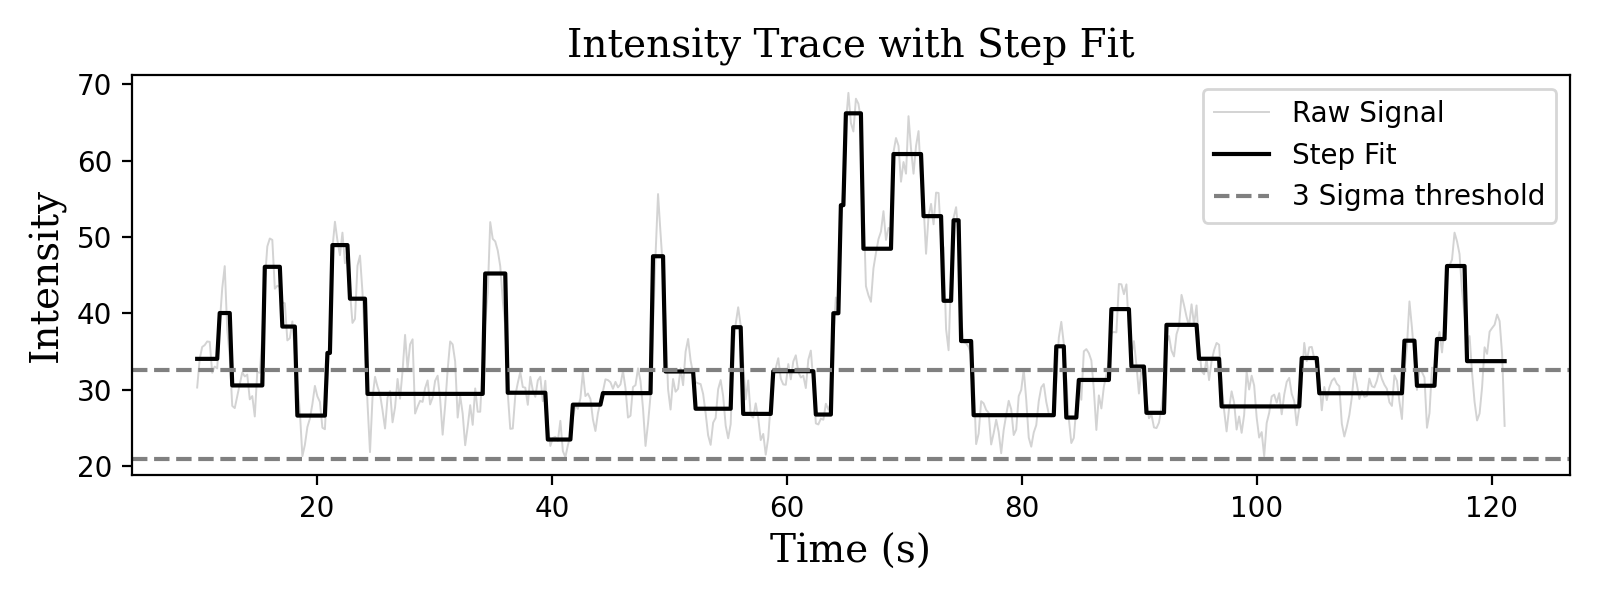 Intensity Trace with Step Fit
70
60
50
40
30
20
Intensity
Raw Signal
Step Fit
3 Sigma threshold
20
40
60
80
100
120
Time (s)